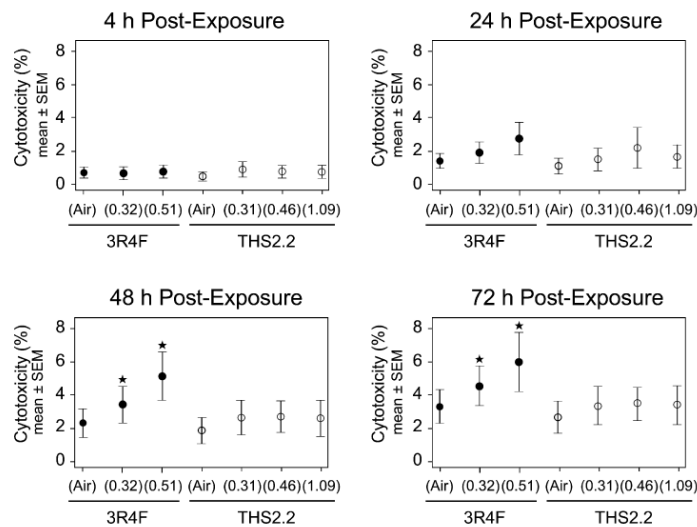 4 h Post-Exposure
Cytotoxicity (%)
mean ± SEM
8
6
4
2
0
(Air) (0.32)(0.51) (Air) (0.31)(0.46)(1.09)
3R4F THS2.2
24 h Post-Exposure
Cytotoxicity (%)
mean ± SEM
8
6
4
2
0
(Air) (0.32)(0.51) (Air) (0.31)(0.46)(1.09)
3R4F THS2.2
48 h Post-Exposure
Cytotoxicity (%)
mean ± SEM
8
6
4
2
0
★
★
(Air) (0.32)(0.51) (Air) (0.31)(0.46)(1.09)
3R4F THS2.2
72 h Post-Exposure
Cytotoxicity (%)
mean ± SEM
8
6
4
2
0
★
★
(Air) (0.32)(0.51) (Air) (0.31)(0.46)(1.09)
3R4F THS2.2